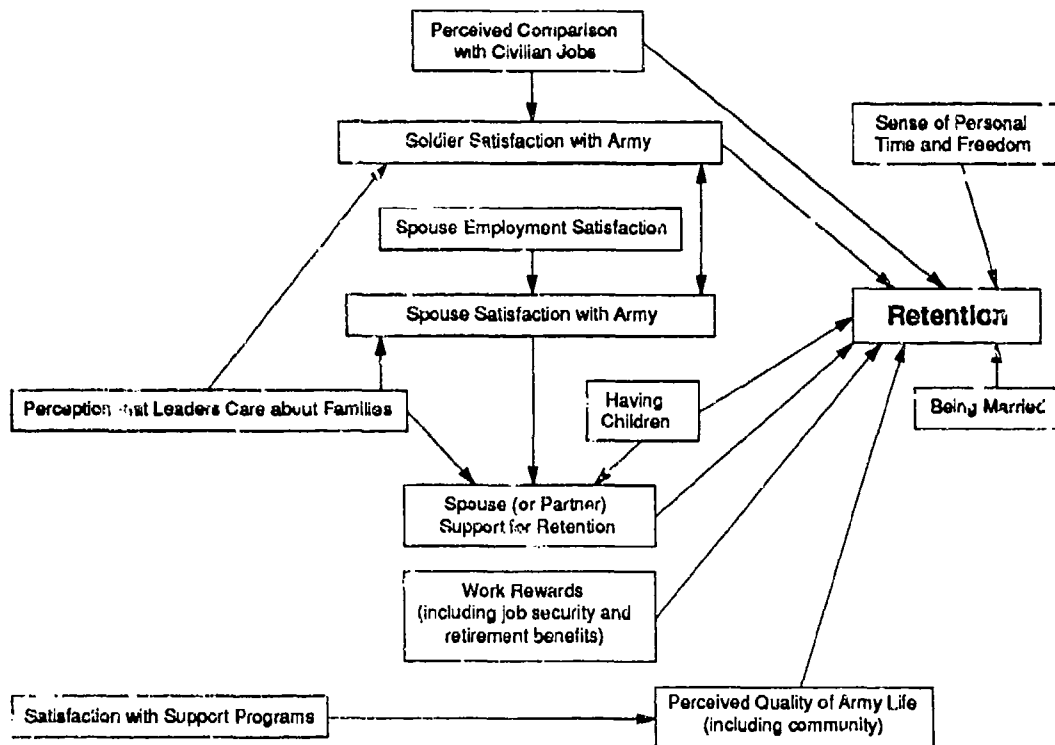 Perceived Comparison
with Civilian Jobs
Soldier Satisfaction with Army
Sense of Personal
Time and Freedom
Spouse Employment Satisfaction
Spouse Satisfaction with Army
Retention
Perception that Leaders Care about Families
Having
Children
Being Married
Spouse (or Partner)
Support for Retention
Work Rewards
(including job security and
retirement benefits)
Satisfaction with Support Programs
Perceived Quality of Army Life
(including community)